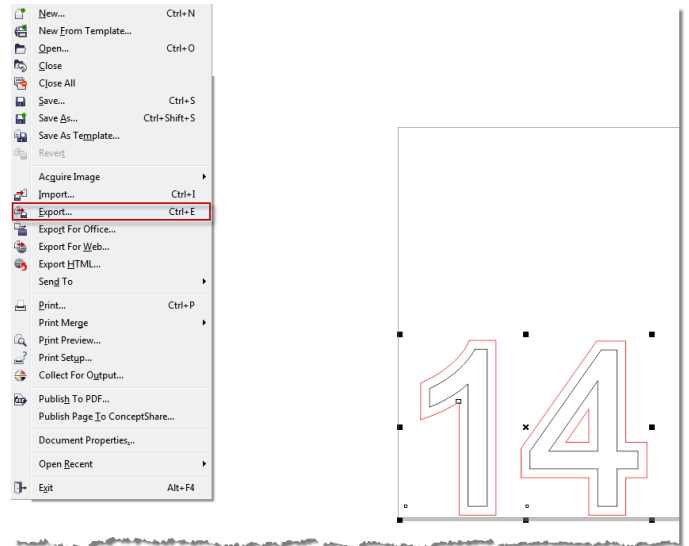 New... Ctrl+N
New From Template...
Open... Ctrl+O
Close
Close All
Save... Ctrl+S
Save As... Ctrl+Shift+S
Save As Template...
Revert
Acquire Image
Import... Ctrl+I
Export... Ctrl+E
Export For Office...
Export For Web...
Export HTML...
Send To
Print... Ctrl+P
Print Merge
Print Preview...
Print Setup...
Collect For Output...
Publish To PDF...
Publish Page To ConceptShare...
Document Properties...
Open Recent
Exit Alt+F4
14